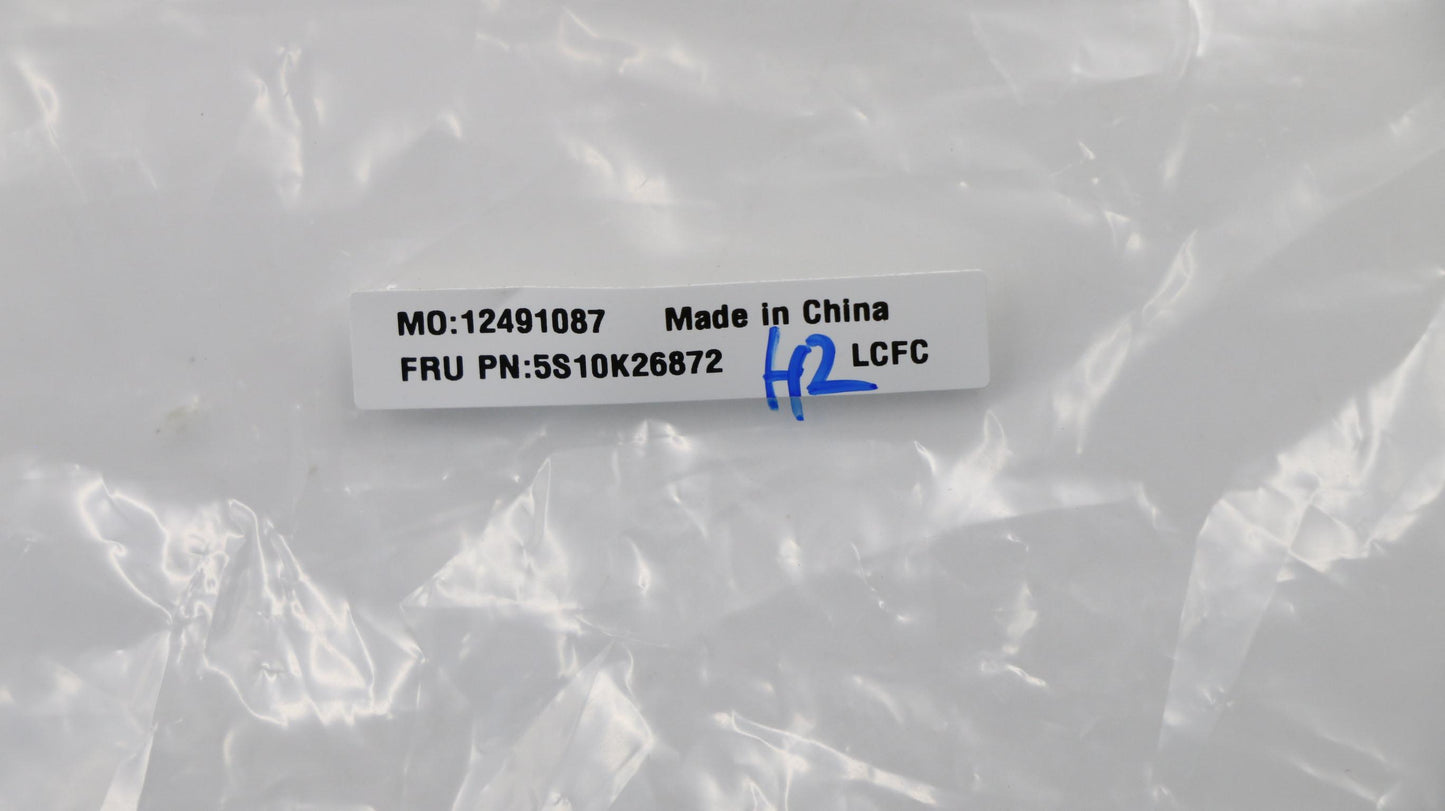 MO:12491087 Made in China
FRU PN:5S10K26872 H2 LCFC